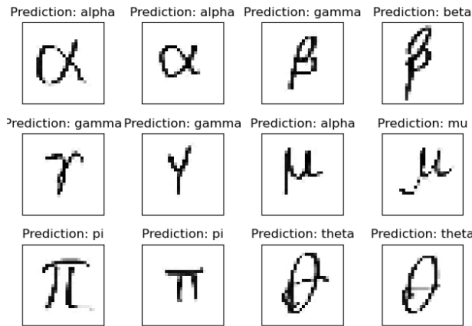 Prediction: alpha Prediction: alpha Prediction: gamma Prediction: beta
α α β β
Prediction: gamma Prediction: gamma Prediction: alpha Prediction: mu
γ γ μ μ
Prediction: pi Prediction: pi Prediction: theta Prediction: theta
π π θ θ